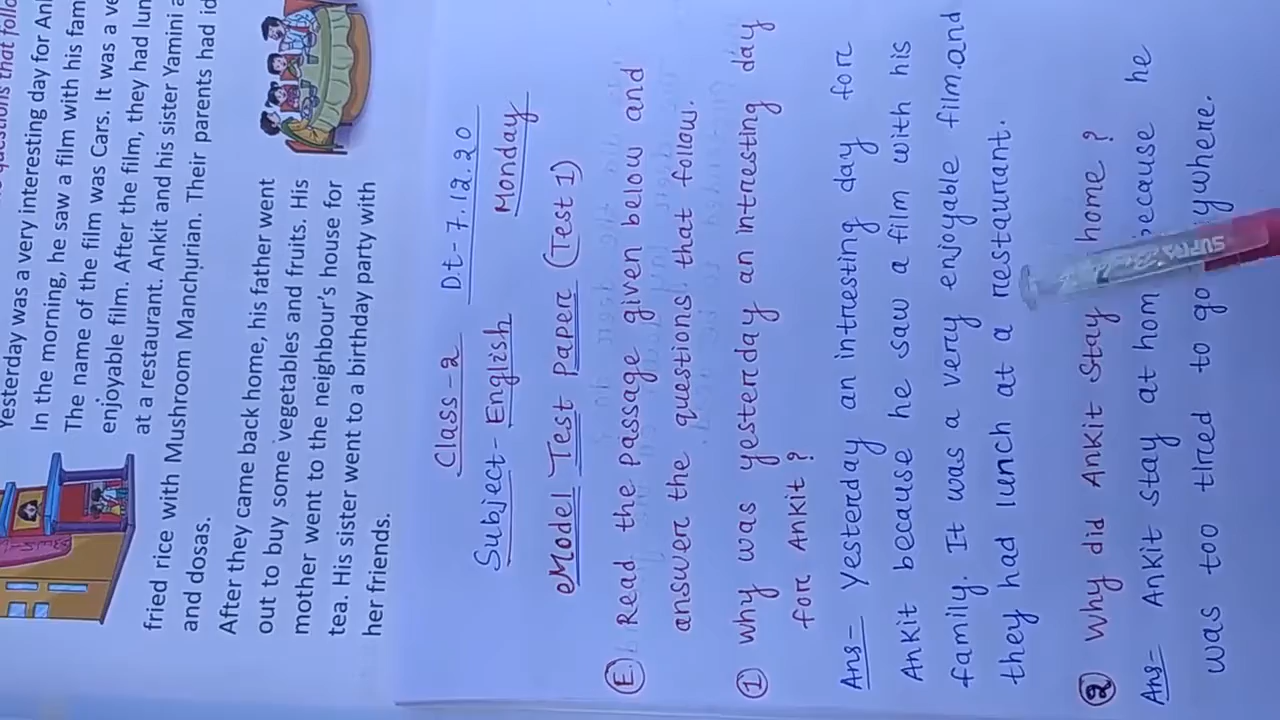 questions that follo
Yesterday was a very interesting day for Anl
In the morning, he saw a film with his fam
The name of the film was Cars. It was a ve
enjoyable film. After the film, they had lun
at a restaurant. Ankit and his sister Yamini a
fried rice with Mushroom Manchurian. Their parents had id
and dosas.
After they came back home, his father went
out to buy some vegetables and fruits. His
mother went to the neighbour's house for
tea. His sister went to a birthday party with
her friends.
Class-2 Dt-7.12.20
Subject-English Monday
Model Test paper (Test 1)
E. Read the passage given below and
answer the questions that follow.
1 why was yesterday an intresting day
for Ankit ?
Ans= Yesterday an intresting day for
Ankit because he saw a film with his
family. It was a very enjoyable film.and
they had lunch at a restaurant.
2 Why did Ankit stay home ?
Ans= Ankit stay at hom because he
was too tired to go ywhere.
SUPR